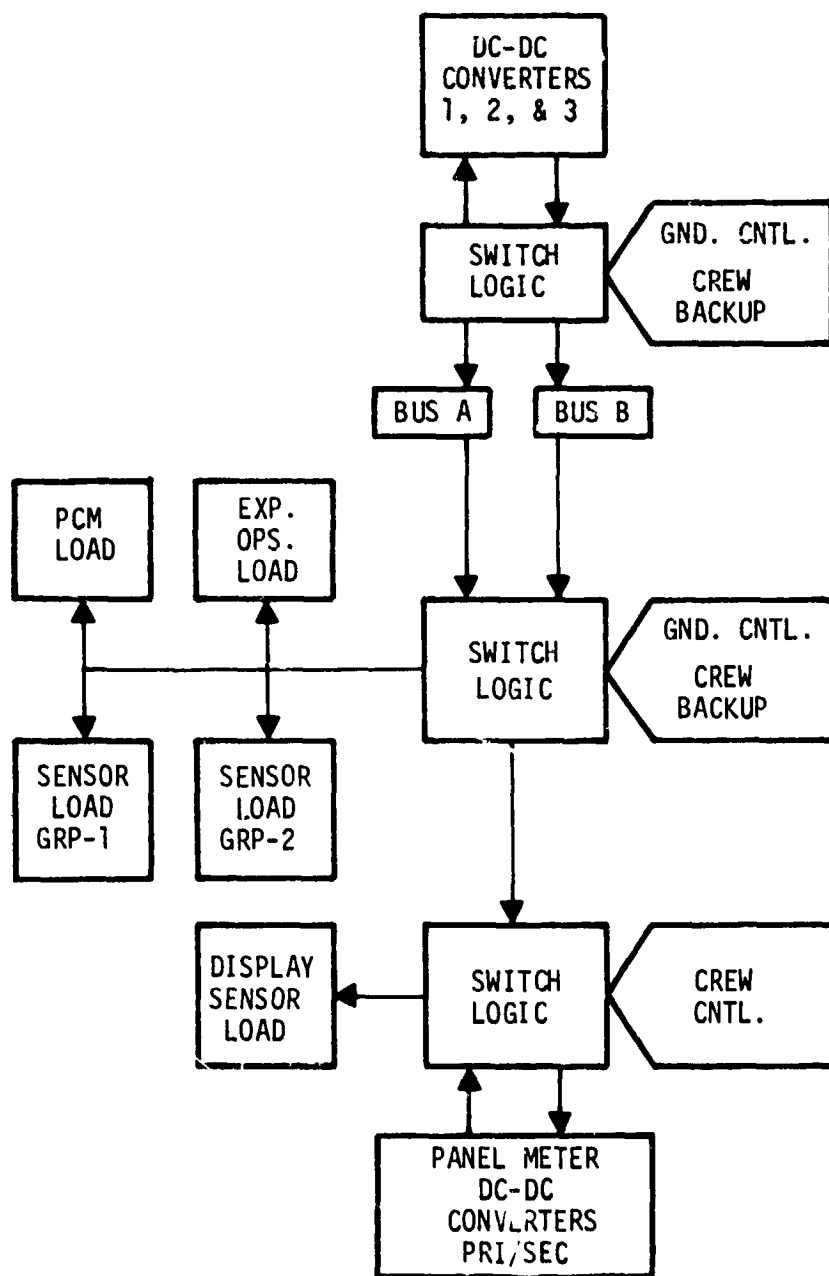 DC-DC
CONVERTERS
1, 2, & 3
SWITCH
LOGIC
GND. CNTL.
CREW
BACKUP
BUS A
BUS B
PCM
LOAD
EXP.
OPS.
LOAD
SWITCH
LOGIC
GND. CNTL.
CREW
BACKUP
SENSOR
LOAD
GRP-1
SENSOR
LOAD
GRP-2
DISPLAY
SENSOR
LOAD
SWITCH
LOGIC
CREW
CNTL.
PANEL METER
DC-DC
CONVERTERS
PRI/SEC